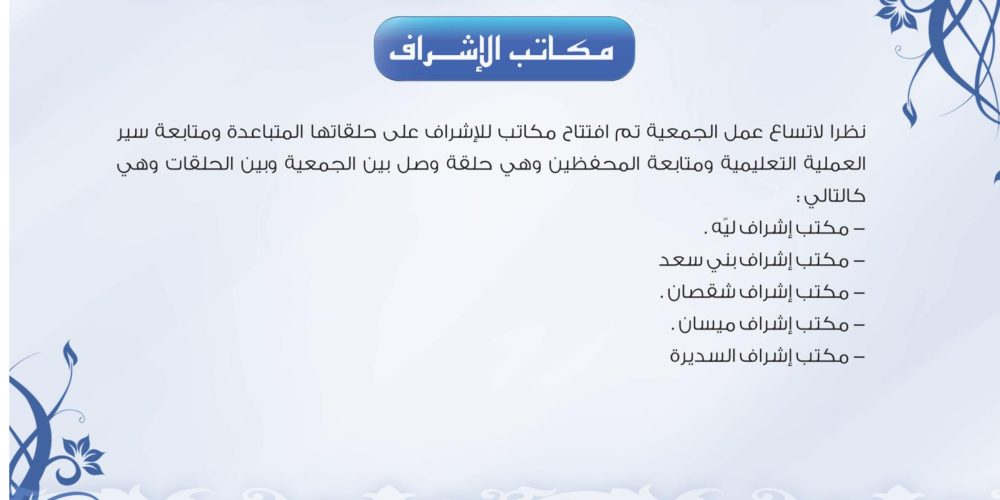 مكاتب الإشراف
نظرا لاتساع عمل الجمعية تم افتتاح مكاتب للإشراف على حلقاتها المتباعدة ومتابعة سير
العملية التعليمية ومتابعة المحفظين وهي حلقة وصل بين الجمعية وبين الحلقات وهي
كالتالي :
– مكتب إشراف ليّه .
– مكتب إشراف بني سعد
– مكتب إشراف شقصان .
– مكتب إشراف ميسان .
– مكتب إشراف السديرة